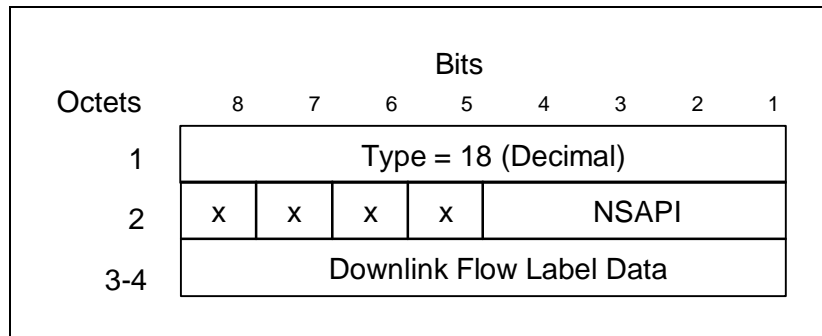 Bits
Octets 8 7 6 5 4 3 2 1
1 Type = 18 (Decimal)
2 x x x x NSAPI
3-4 Downlink Flow Label Data